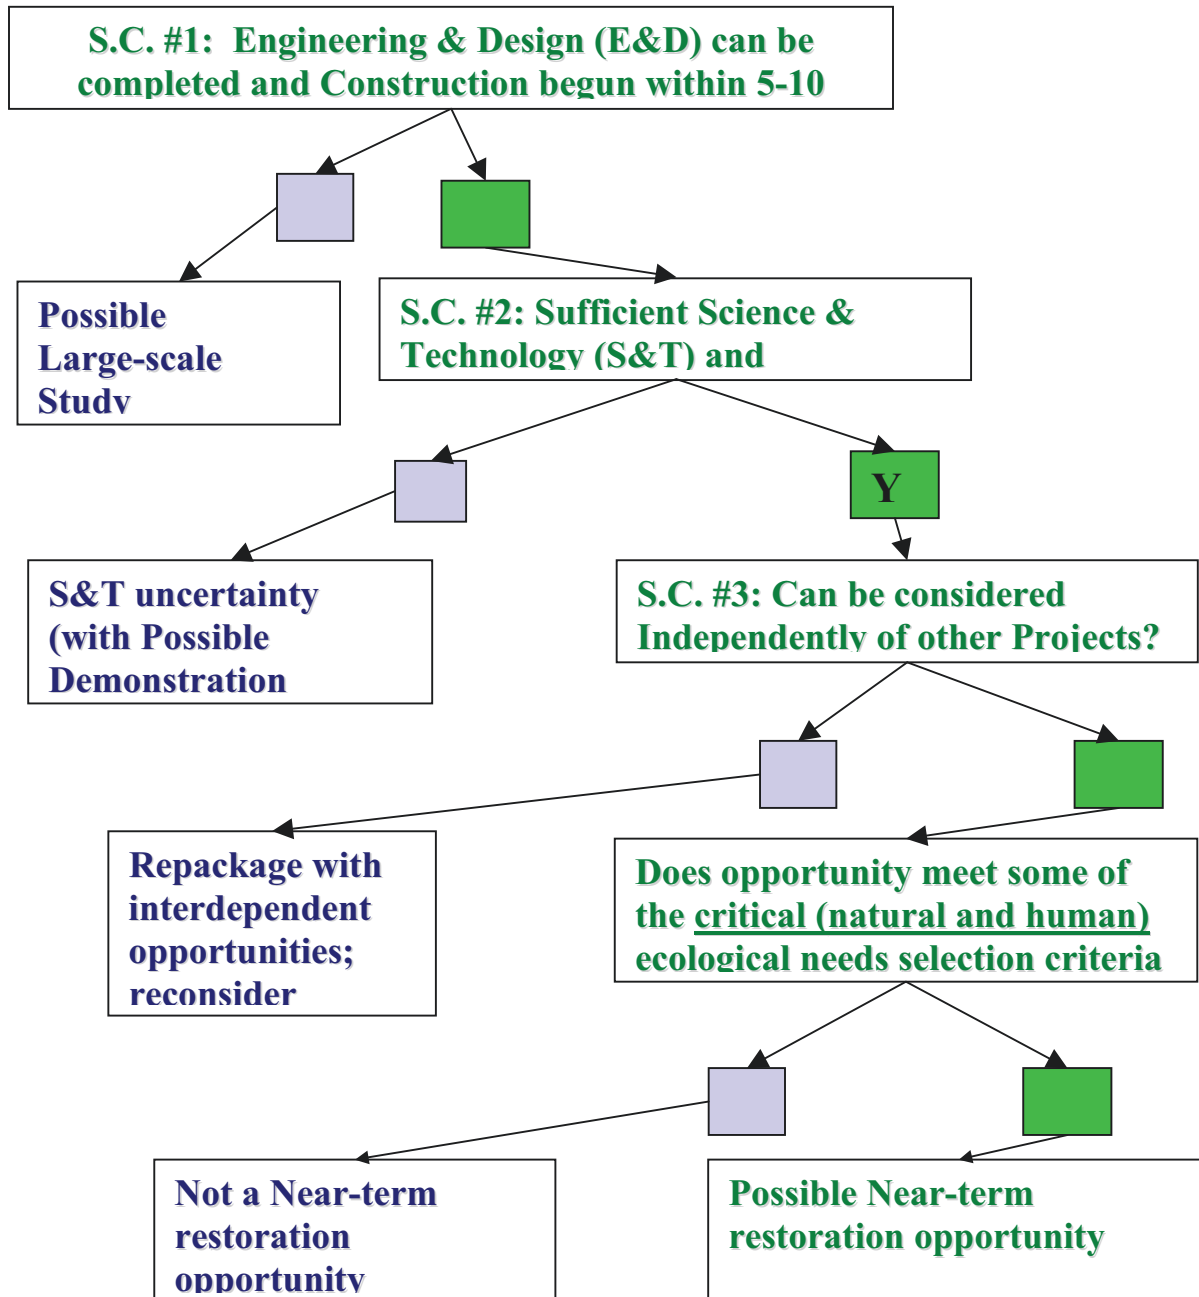 S.C. #1: Engineering & Design (E&D) can be
completed and Construction begun within 5-10
Possible
Large-scale
Study
S.C. #2: Sufficient Science &
Technology (S&T) and
Y
S&T uncertainty
(with Possible
Demonstration
S.C. #3: Can be considered
Independently of other Projects?
Repackage with
interdependent
opportunities;
reconsider
Does opportunity meet some of
the critical (natural and human)
ecological needs selection criteria
Not a Near-term
restoration
opportunity
Possible Near-term
restoration opportunity